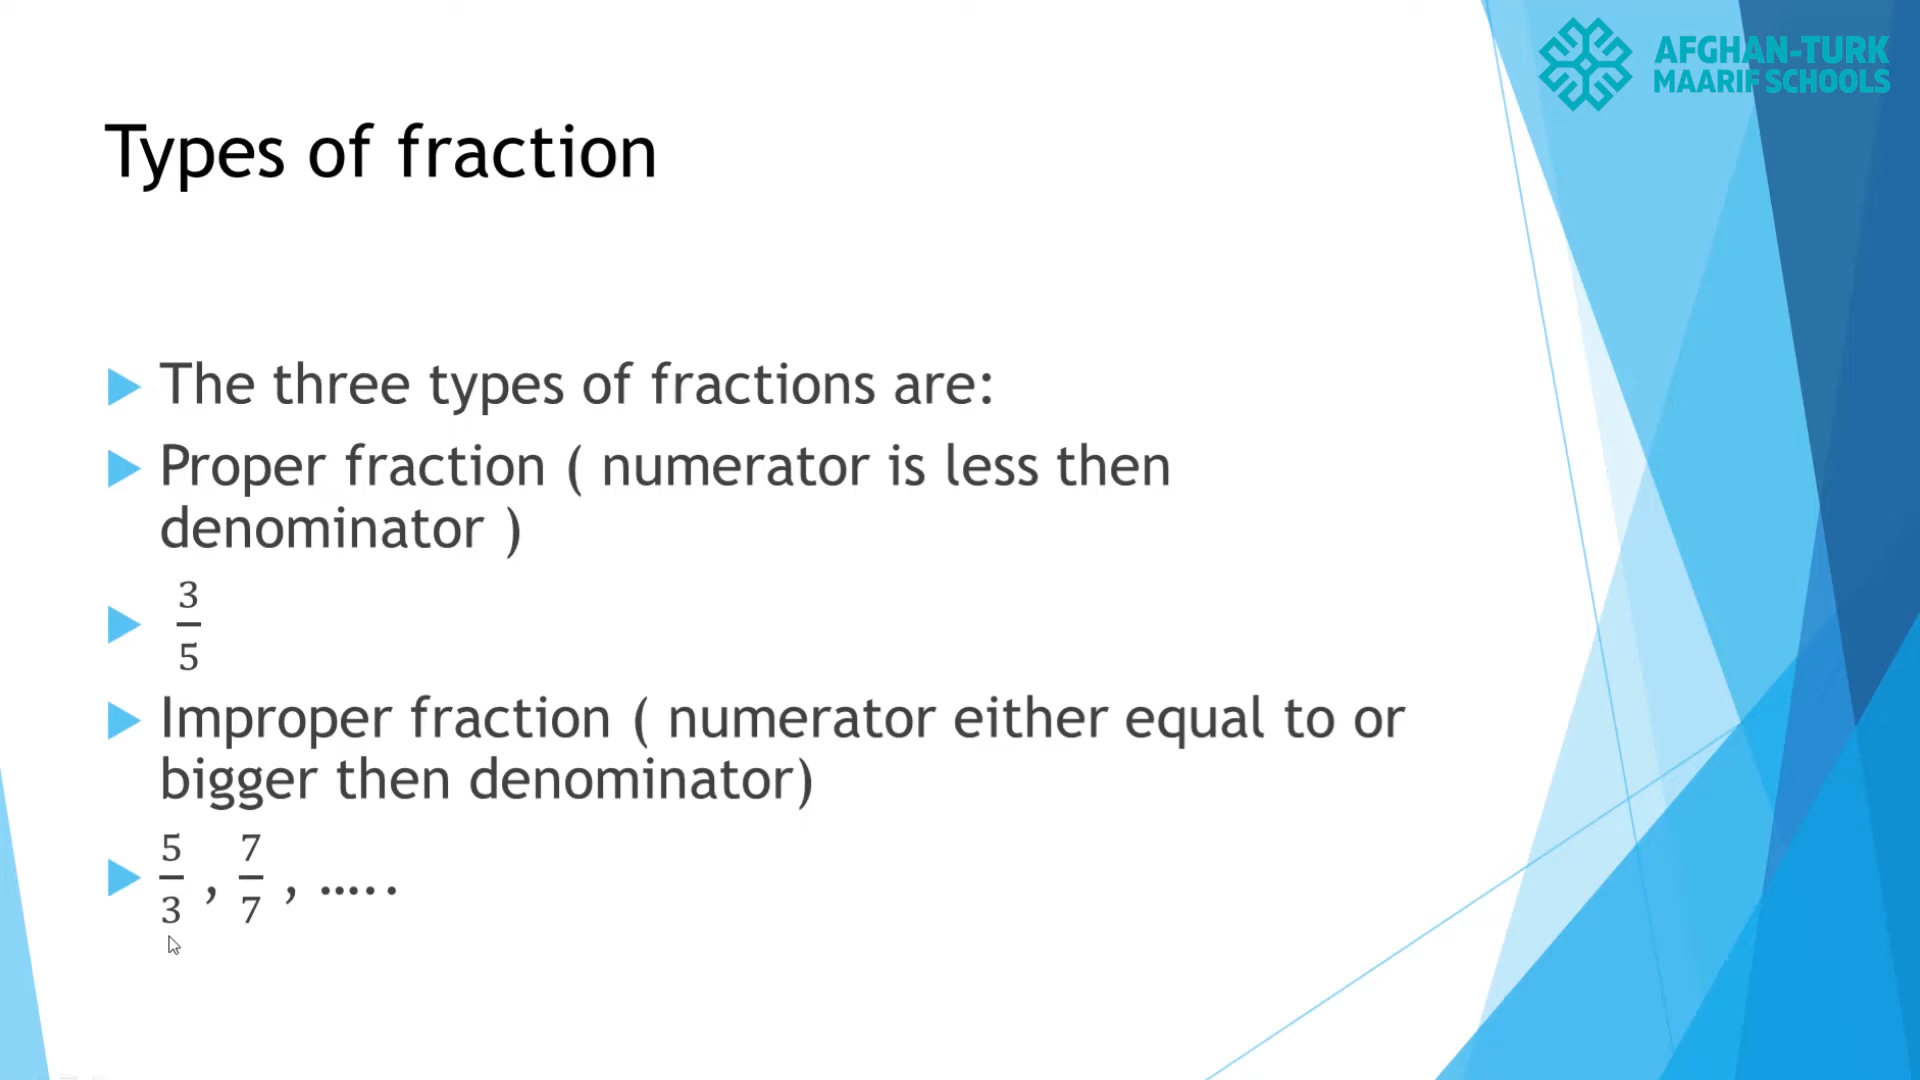 AFGHAN-TURK
MAARIF SCHOOLS
Types of fraction
The three types of fractions are:
Proper fraction ( numerator is less then
denominator )
3/5
Improper fraction ( numerator either equal to or
bigger then denominator)
5/3 , 7/7 , .....